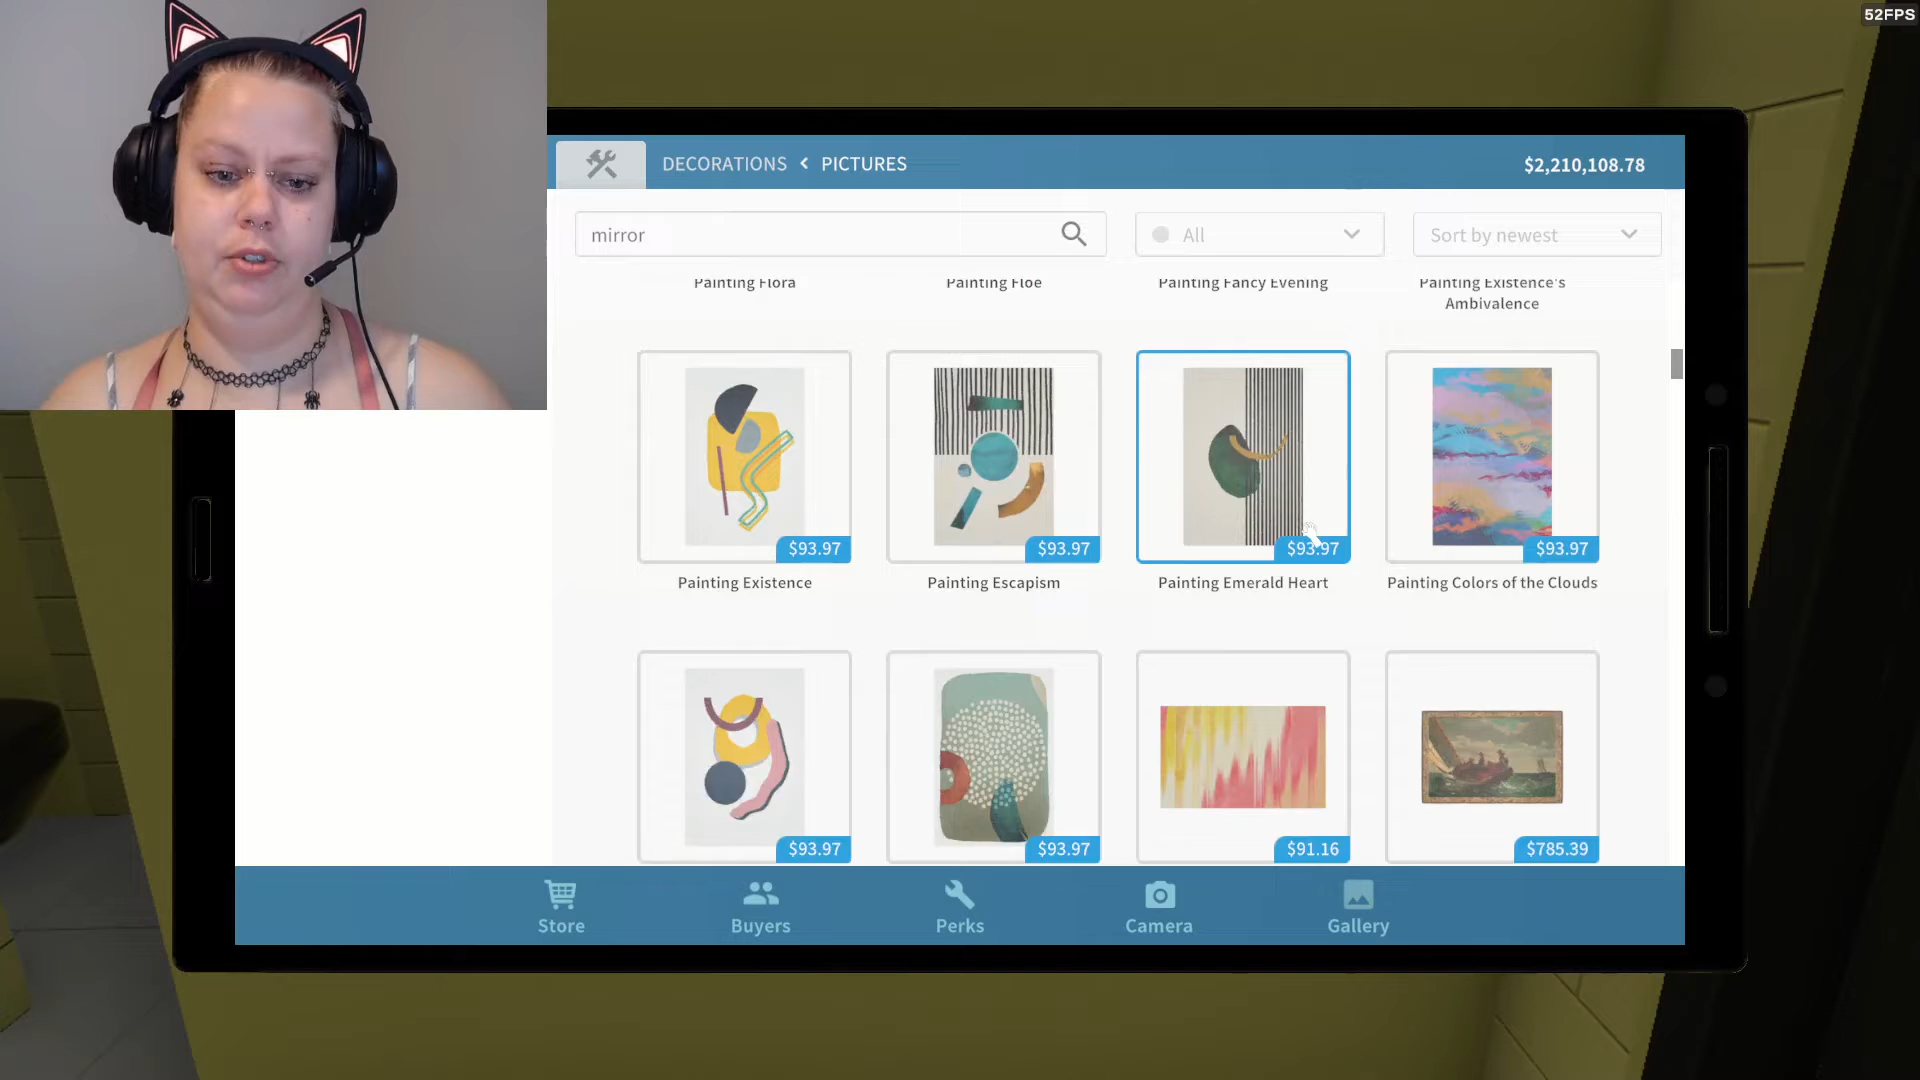 52FPS
DECORATIONS < PICTURES
$2,210,108.78
mirror
All
Sort by newest
Painting Flora
Painting Floe
Painting Fancy Evening
Painting Existence's
Ambivalence
$93.97
$93.97
$93.97
$93.97
Painting Existence
Painting Escapism
Painting Emerald Heart
Painting Colors of the Clouds
$93.97
$93.97
$91.16
$785.39
Store
Buyers
Perks
Camera
Gallery